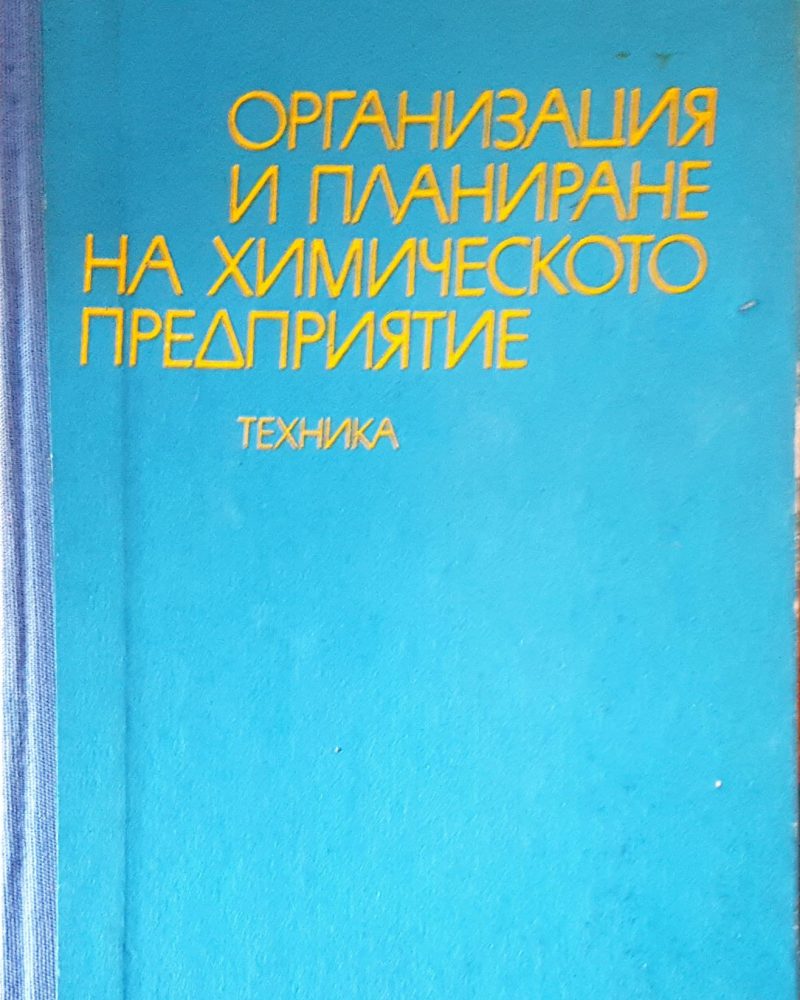 ОРГАНИЗАЦИЯ
И ПЛАНИРАНЕ
НА ХИМИЧЕСКОТО
ПРЕДПРИЯТИЕ
ТЕХНИКА